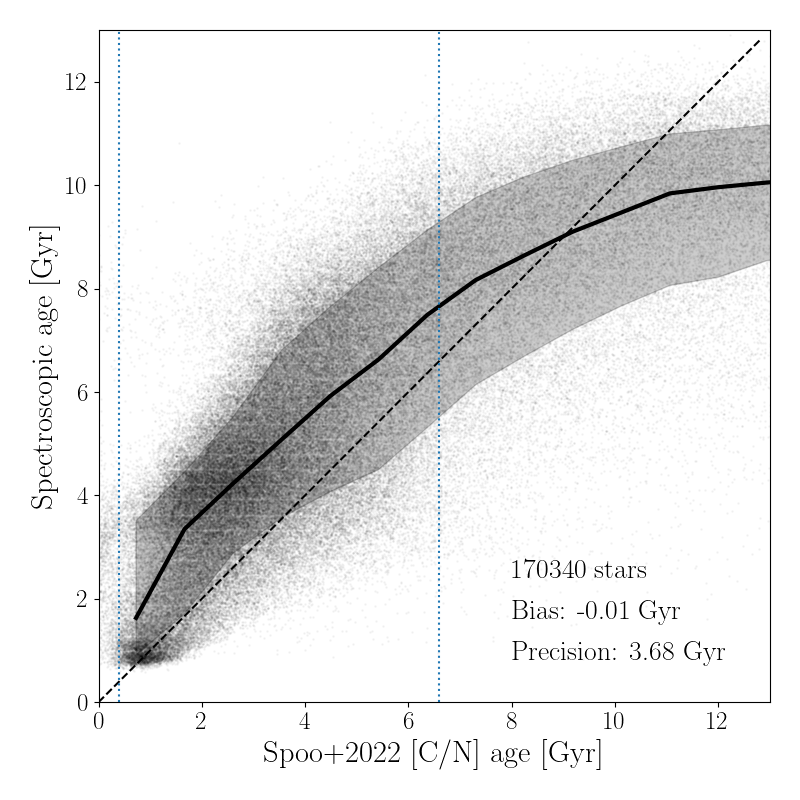 12
10
8
6
4
2
0
Spectroscopic age [Gyr]
170340 stars
Bias: -0.01 Gyr
Precision: 3.68 Gyr
0 2 4 6 8 10 12
Spoo+2022 [C/N] age [Gyr]